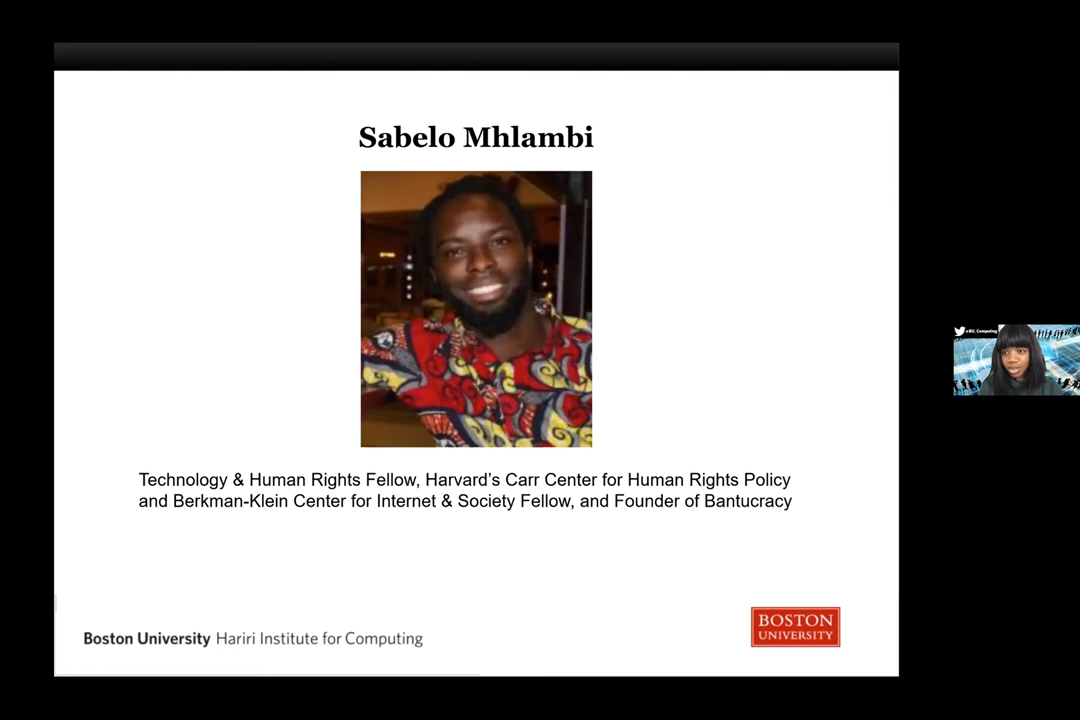 Sabelo Mhlambi
@BU_Computing
Technology & Human Rights Fellow, Harvard's Carr Center for Human Rights Policy
and Berkman-Klein Center for Internet & Society Fellow, and Founder of Bantucracy
Boston University Hariri Institute for Computing
BOSTON
UNIVERSITY